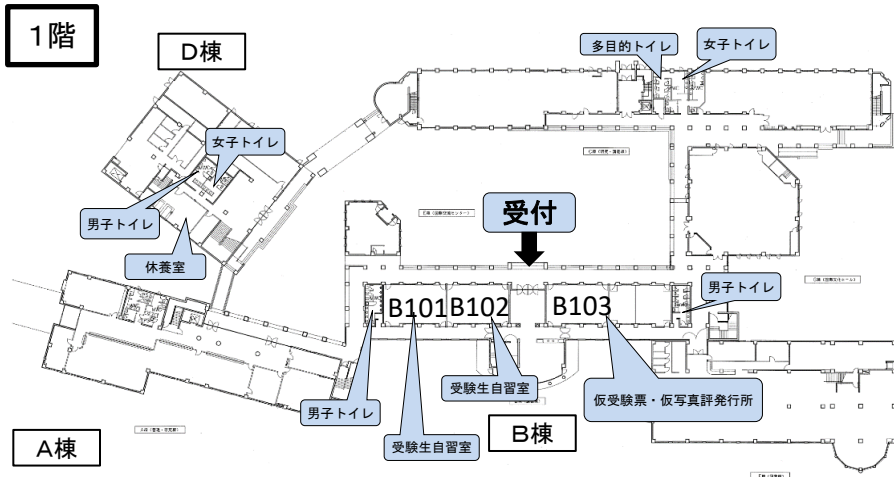 1階
D棟
多目的トイレ
女子トイレ
女子トイレ
男子トイレ
休養室
受付
B101
B102
B103
男子トイレ
男子トイレ
受験生自習室
受験生自習室
仮受験票・仮写真評発行所
A棟
B棟